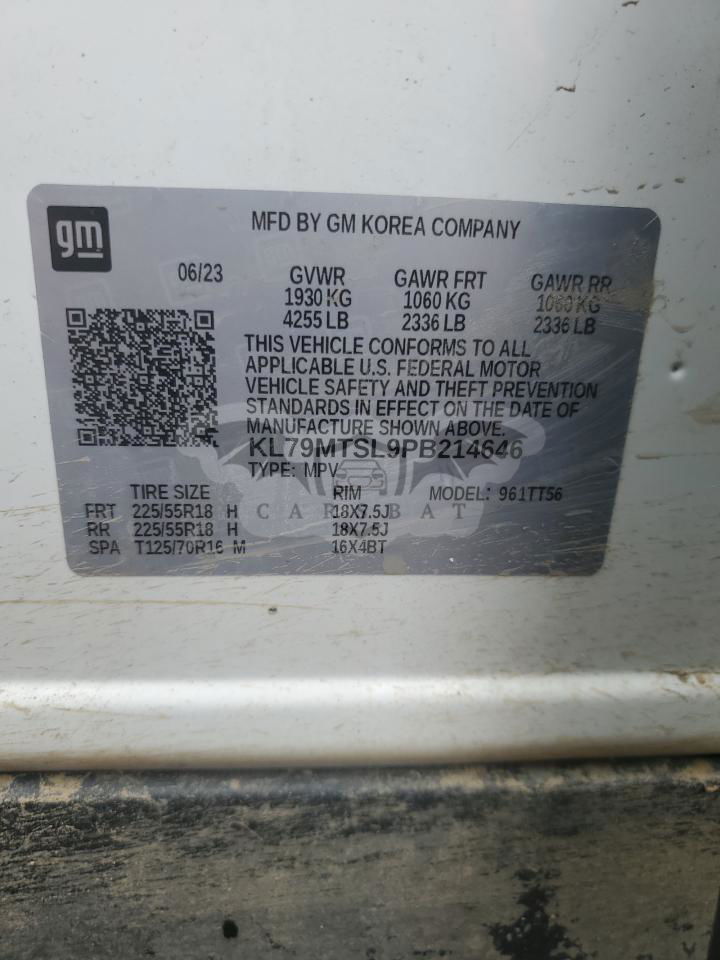 gm
MFD BY GM KOREA COMPANY
06/23 GVWR GAWR FRT GAWR RR
1930 KG 1060 KG 1060 KG
4255 LB 2336 LB 2336 LB
THIS VEHICLE CONFORMS TO ALL
APPLICABLE U.S. FEDERAL MOTOR
VEHICLE SAFETY AND THEFT PREVENTION
STANDARDS IN EFFECT ON THE DATE OF
MANUFACTURE SHOWN ABOVE.
KL79MTSL9PB214646
TYPE: MPV
TIRE SIZE RIM MODEL: 961TT56
FRT 225/55R18 H 18X7.5J
CAR BAT
RR 225/55R18 H 18X7.5J
SPA T125/70R16 M 16X4BT